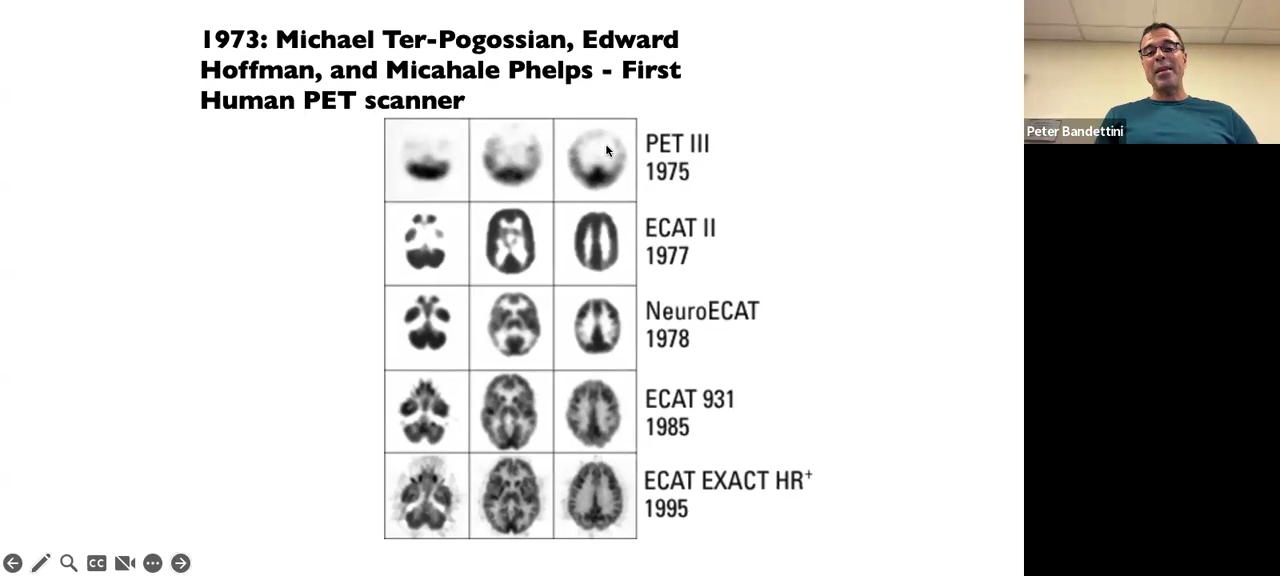 1973: Michael Ter-Pogossian, Edward
Hoffman, and Micahale Phelps - First
Human PET scanner
PET III
1975
ECAT II
1977
NeuroECAT
1978
ECAT 931
1985
ECAT EXACT HR+
1995
Peter Bandettini
CC